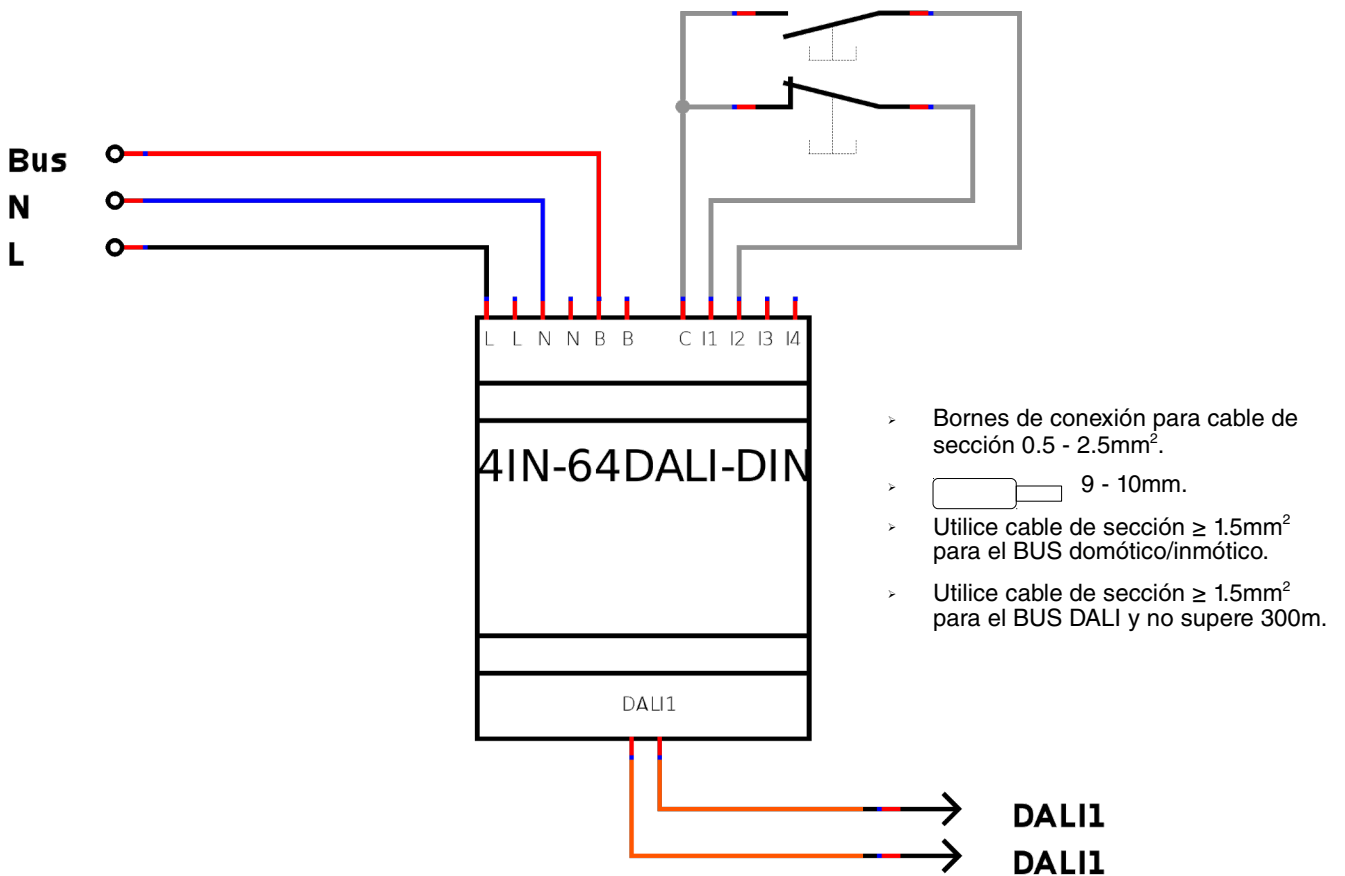 Bus
N
L
L L N N B B C I1 I2 I3 I4
4IN-64DALI-DIN
DALI1
Bornes de conexión para cable de
sección 0.5 - 2.5mm².
9 - 10mm.
Utilice cable de sección ≥ 1.5mm²
para el BUS domótico/inmótico.
Utilice cable de sección ≥ 1.5mm²
para el BUS DALI y no supere 300m.
DALI1
DALI1